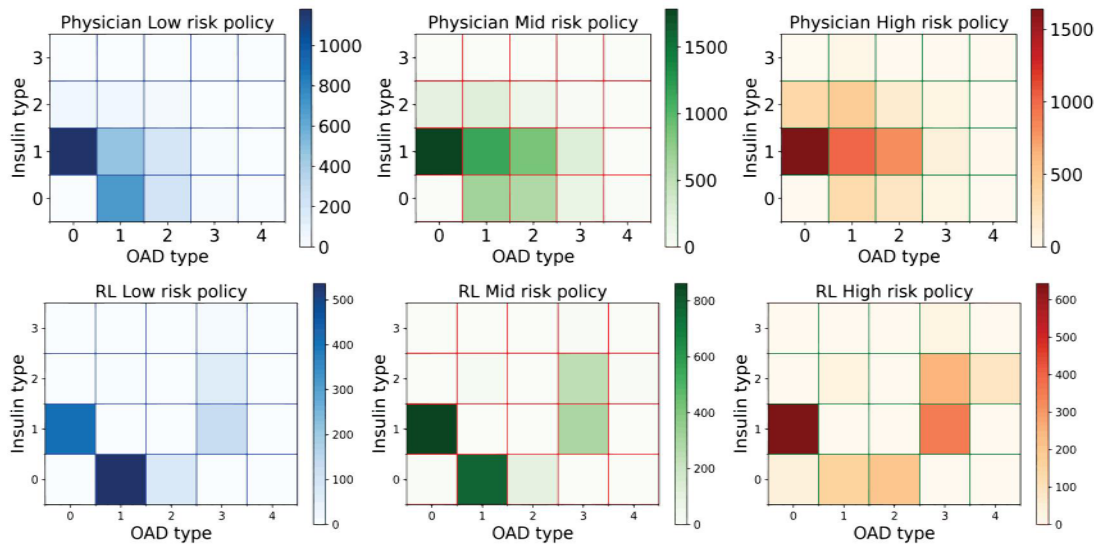 Physician Low risk policy
Insulin type
3
2
1
0
0 1 2 3 4
OAD type
1000
800
600
400
200
0
Physician Mid risk policy
Insulin type
3
2
1
0
0 1 2 3 4
OAD type
1500
1000
500
0
Physician High risk policy
Insulin type
3
2
1
0
0 1 2 3 4
OAD type
1500
1000
500
0
RL Low risk policy
Insulin type
3
2
1
0
0 1 2 3 4
OAD type
500
400
300
200
100
0
RL Mid risk policy
Insulin type
3
2
1
0
0 1 2 3 4
OAD type
800
600
400
200
0
RL High risk policy
Insulin type
3
2
1
0
0 1 2 3 4
OAD type
600
500
400
300
200
100
0